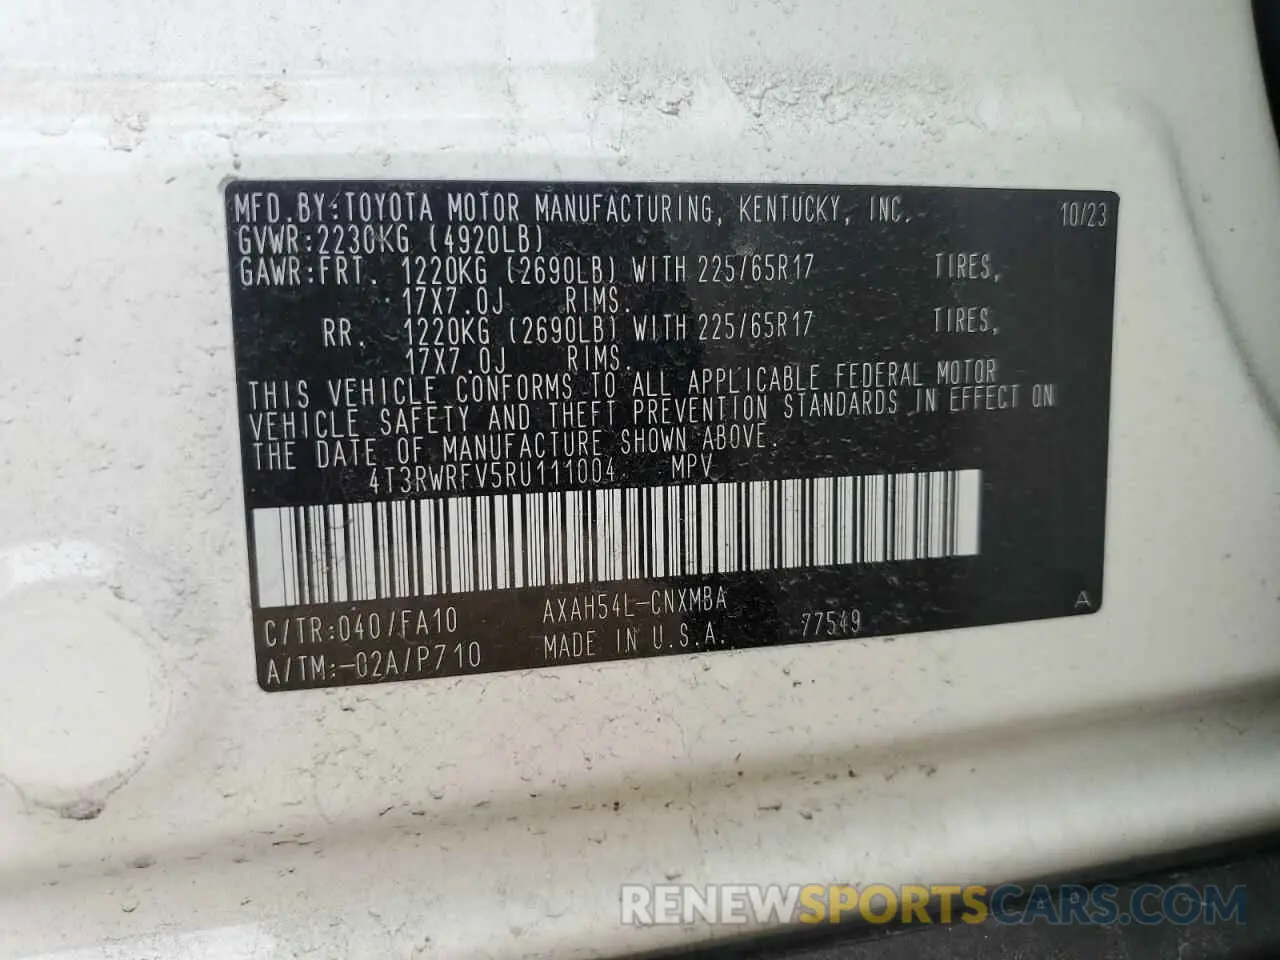 MFD.BY:TOYOTA MOTOR MANUFACTURING, KENTUCKY, INC. 10/23
GVWR:2230KG (4920LB)
GAWR:FRT. 1220KG (2690LB) WITH 225/65R17 TIRES,
17X7.0J RIMS.
RR. 1220KG (2690LB) WITH 225/65R17 TIRES,
17X7.0J RIMS.
THIS VEHICLE CONFORMS TO ALL APPLICABLE FEDERAL MOTOR
VEHICLE SAFETY AND THEFT PREVENTION STANDARDS IN EFFECT ON
THE DATE OF MANUFACTURE SHOWN ABOVE.
4T3RWRFV5RU111004 MPV
C/TR:040/FA10 AXAH54L-CNXMBA A
A/TM:-02A/P710 MADE IN U.S.A. 77549
RENEWSPORTSCARS.COM